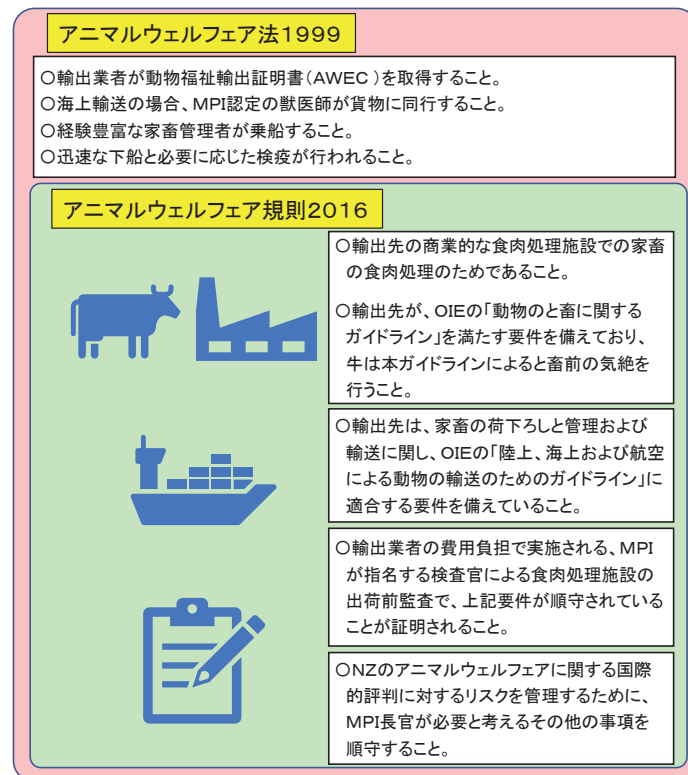 アニマルウェルフェア法1999
○輸出業者が動物福祉輸出証明書(AWEC)を取得すること。
○海上輸送の場合、MPI認定の獣医師が貨物に同行すること。
○経験豊富な家畜管理者が乗船すること。
○迅速な下船と必要に応じた検疫が行われること。
アニマルウェルフェア規則2016
○輸出先の商業的な食肉処理施設での家畜
の食肉処理のためであること。
○輸出先が、OIEの「動物のと畜に関する
ガイドライン」を満たす要件を備えており、
牛は本ガイドラインによると畜前の気絶を
行うこと。
○輸出先は、家畜の荷下ろしと管理および
輸送に関し、OIEの「陸上、海上および航空
による動物の輸送のためのガイドライン」に
適合する要件を備えていること。
○輸出業者の費用負担で実施される、MPI
が指名する検査官による食肉処理施設の
出荷前監査で、上記要件が順守されている
ことが証明されること。
○NZのアニマルウェルフェアに関する国際
的評判に対するリスクを管理するために、
MPI長官が必要と考えるその他の事項を
順守すること。